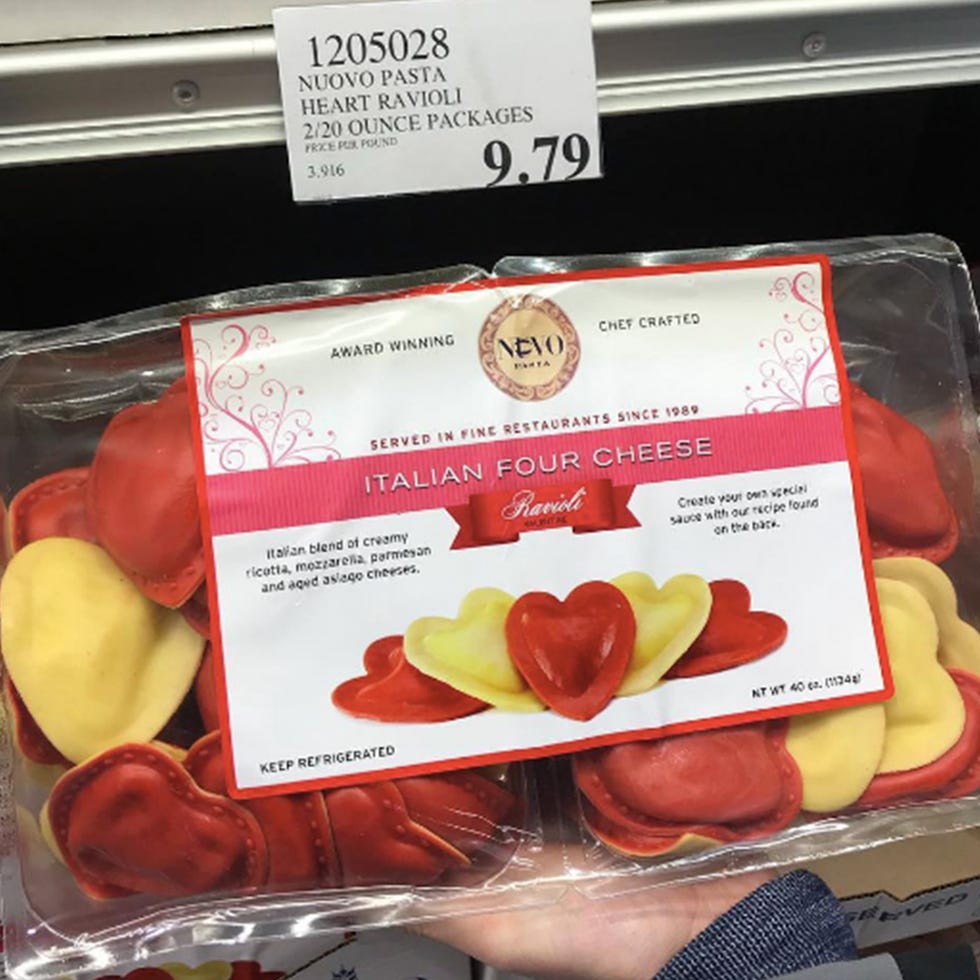 1205028
NUOVO PASTA
HEART RAVIOLI
2/20 OUNCE PACKAGES
PRICE PER POUND
3.916
9.79
AWARD WINNING
NUOVO
PASTA
CHEF CRAFTED
SERVED IN FINE RESTAURANTS SINCE 1989
ITALIAN FOUR CHEESE
Ravioli
Italian blend of creamy
ricotta, mozzarella, parmesan
and aged asiago cheeses.
Create your own special
sauce with our recipe found
on the back.
KEEP REFRIGERATED
NT WT 40 oz. (1134g)